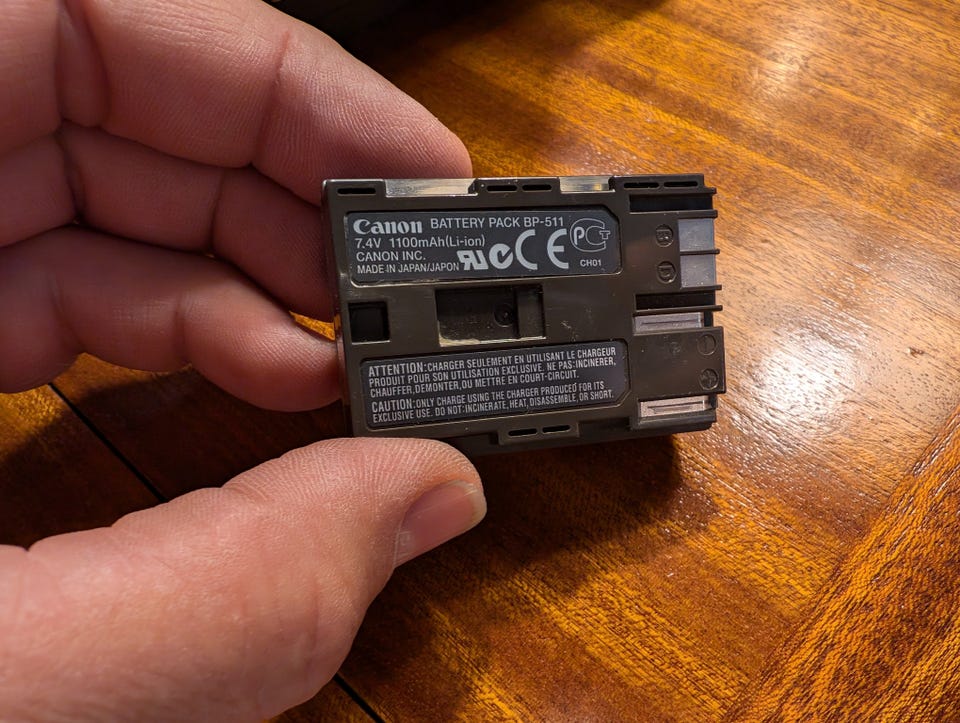 Canon BATTERY PACK BP-511
7.4V 1100mAh(Li-ion)
CANON INC.
MADE IN JAPAN/JAPON
CE
PCT
CH01
B
D
ATTENTION:CHARGER SEULEMENT EN UTILISANT LE CHARGEUR
PRODUIT POUR SON UTILISATION EXCLUSIVE. NE PAS:INCINERER,
CHAUFFER,DEMONTER,OU METTRE EN COURT-CIRCUIT.
CAUTION:ONLY CHARGE USING THE CHARGER PRODUCED FOR ITS
EXCLUSIVE USE. DO NOT:INCINERATE, HEAT, DISASSEMBLE, OR SHORT.